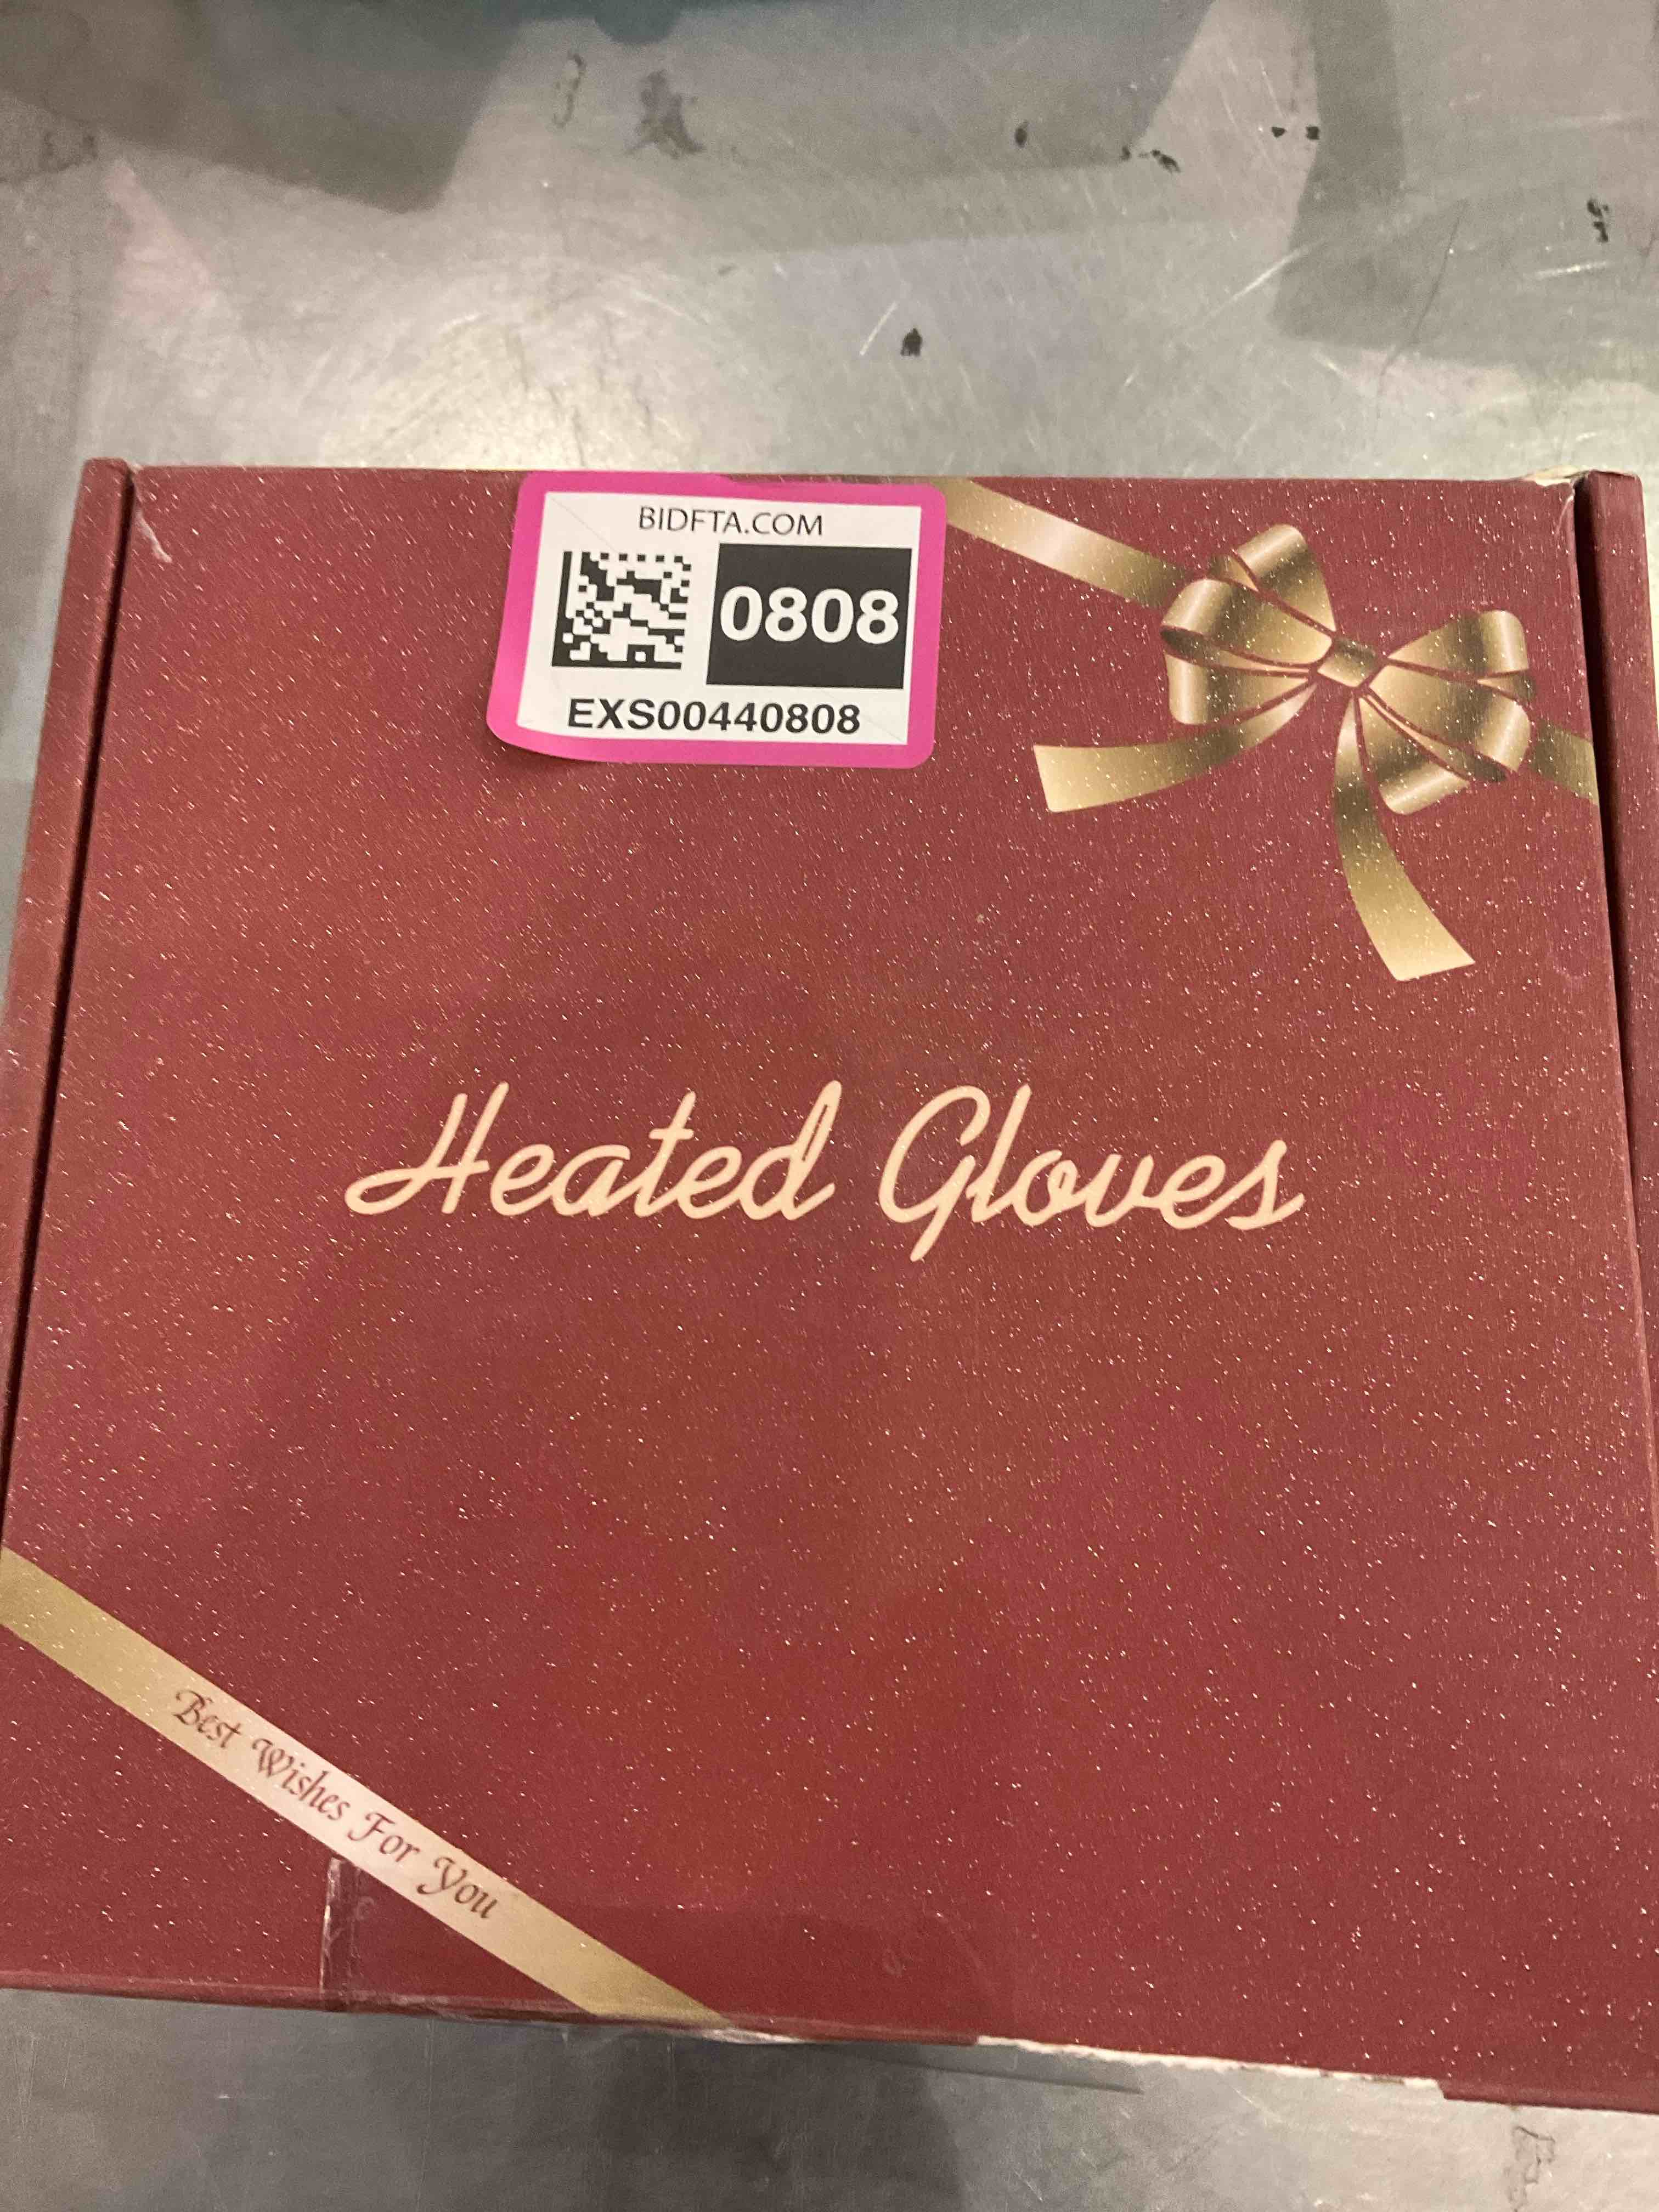 BIDFTA.COM
0808
EXS00440808
Heated Gloves
Best Wishes For You